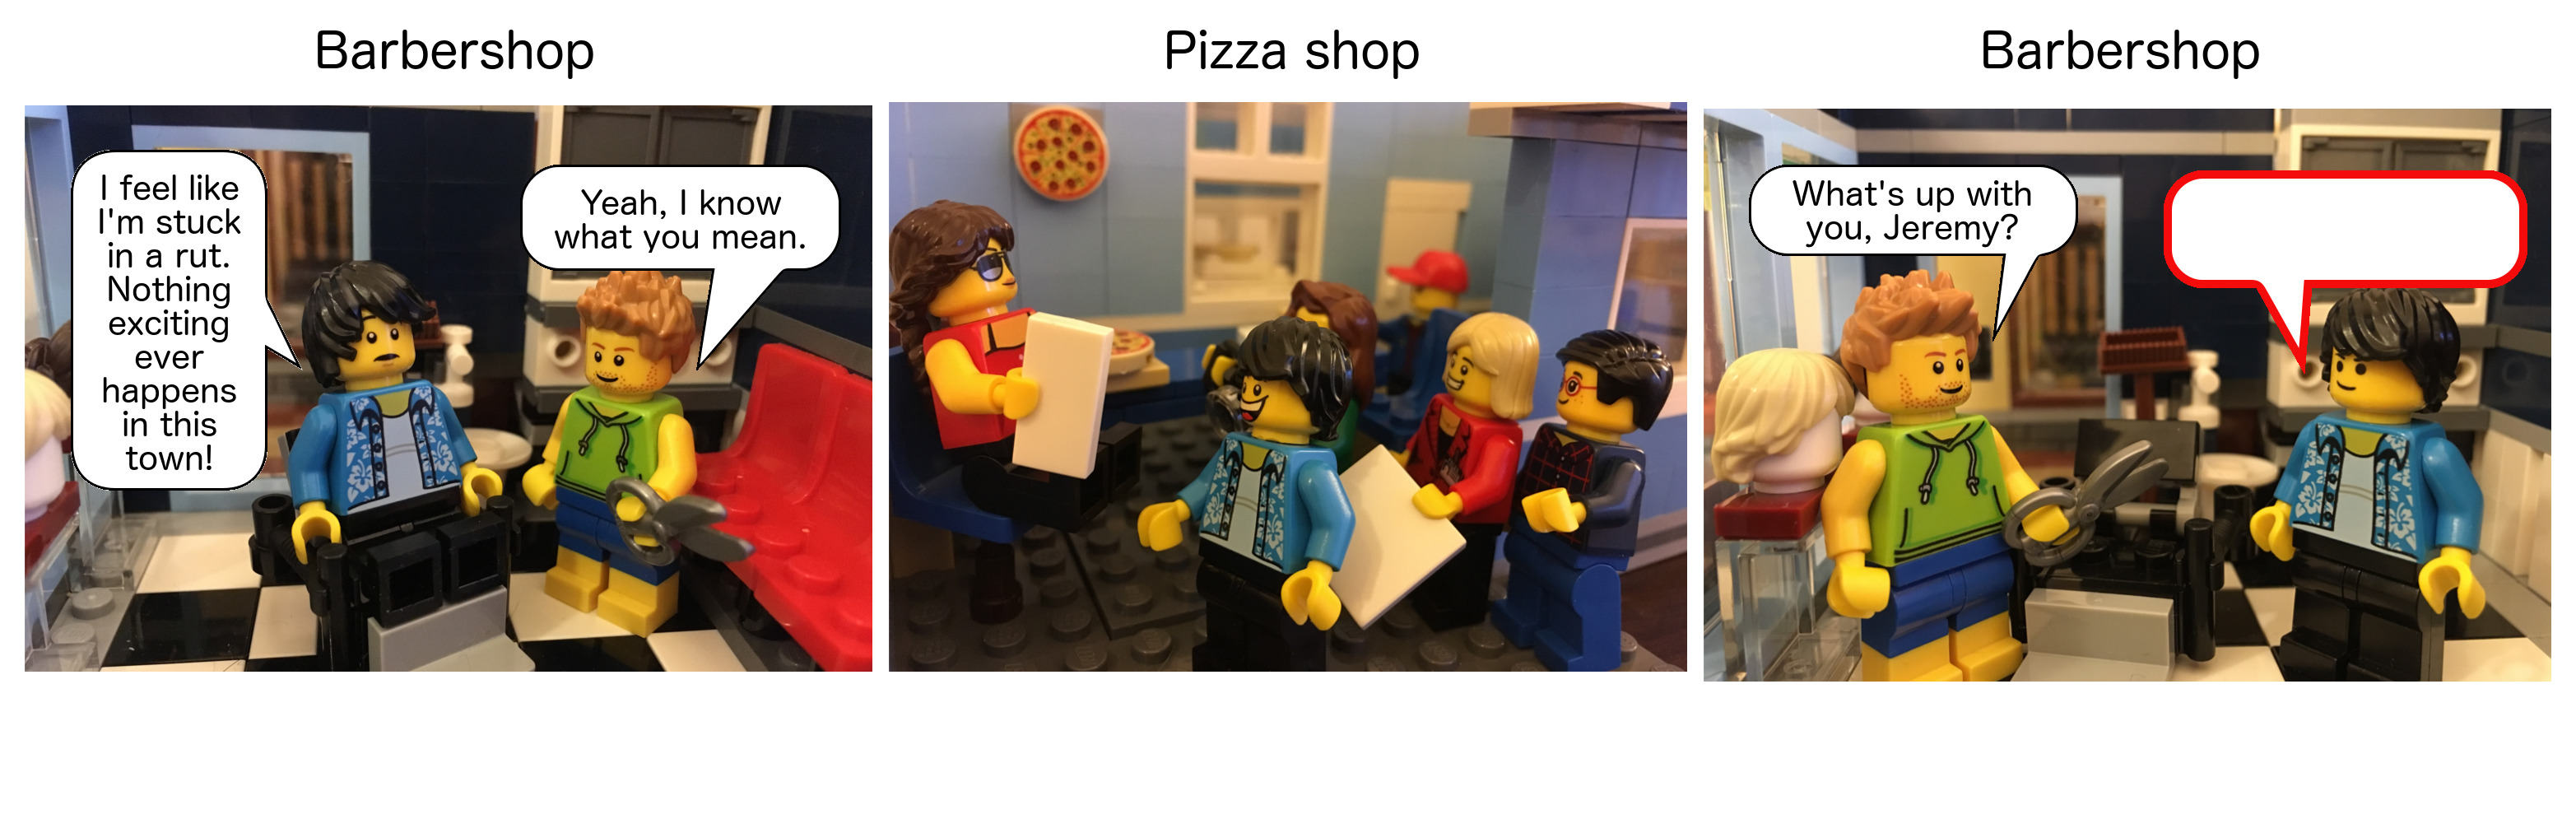 Barbershop
I feel like
I'm stuck
in a rut.
Nothing
exciting
ever
happens
in this
town!
Yeah, I know
what you mean.
Pizza shop
Barbershop
What's up with
you, Jeremy?